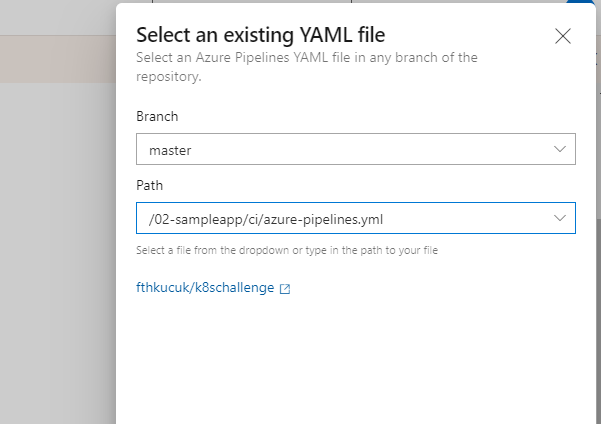 Select an existing YAML file
Select an Azure Pipelines YAML file in any branch of the
repository.
Branch
master
Path
/02-sampleapp/ci/azure-pipelines.yml
Select a file from the dropdown or type in the path to your file
fthkucuk/k8schallenge